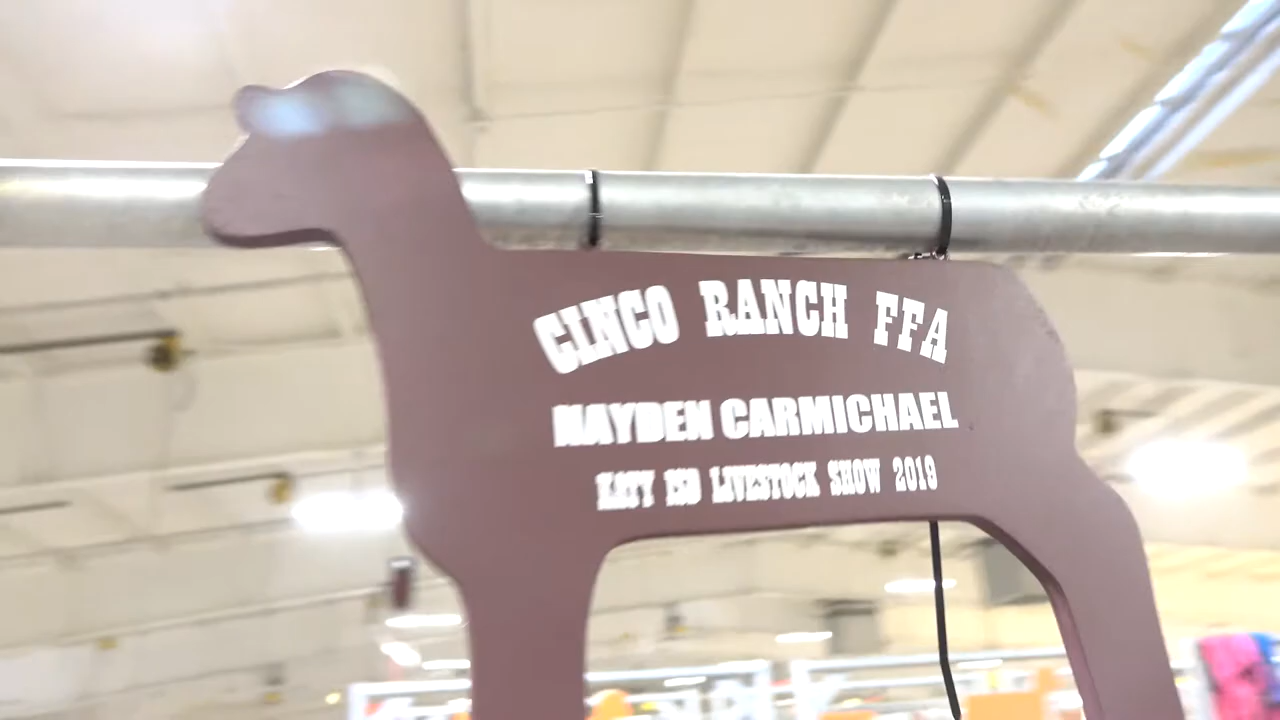 CINCO RANCH FFA
MAYDEN CARMICHAEL
KATY ISD LIVESTOCK SHOW 2019